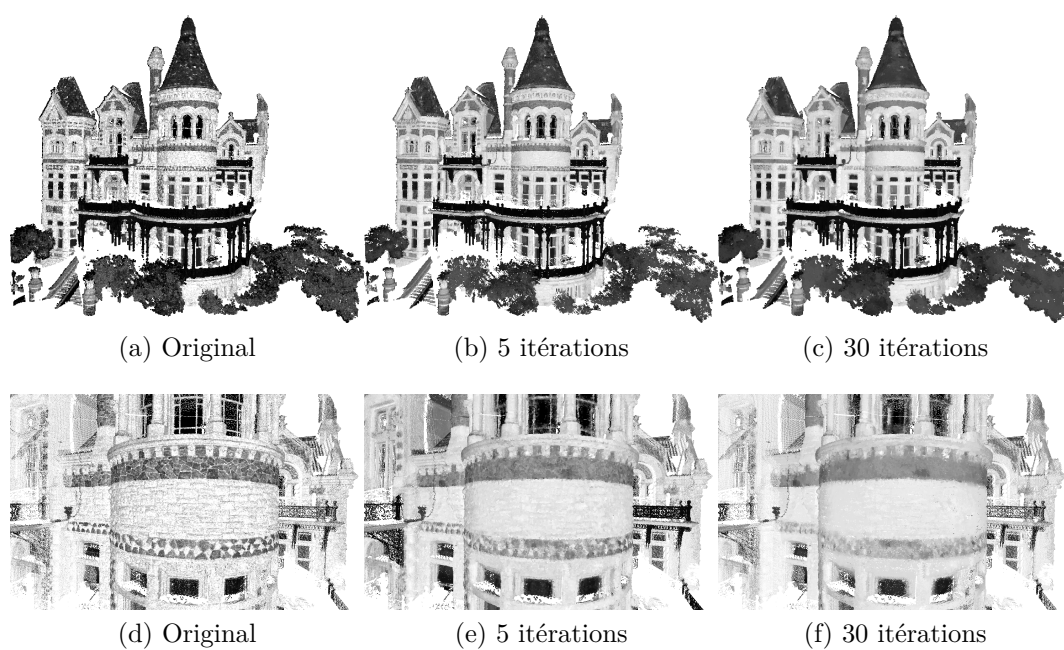 (a) Original
(b) 5 itérations
(c) 30 itérations
(d) Original
(e) 5 itérations
(f) 30 itérations